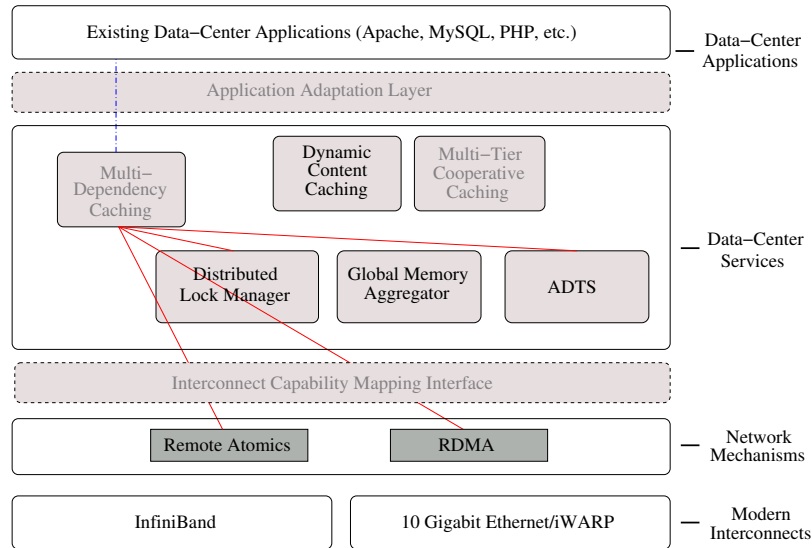 Existing Data−Center Applications (Apache, MySQL, PHP, etc.)
Data−Center
Applications
Application Adaptation Layer
Multi−
Dependency
Caching
Dynamic
Content
Caching
Multi−Tier
Cooperative
Caching
Distributed
Lock Manager
Global Memory
Aggregator
ADTS
Data−Center
Services
Interconnect Capability Mapping Interface
Remote Atomics
RDMA
Network
Mechanisms
InfiniBand
10 Gigabit Ethernet/iWARP
Modern
Interconnects